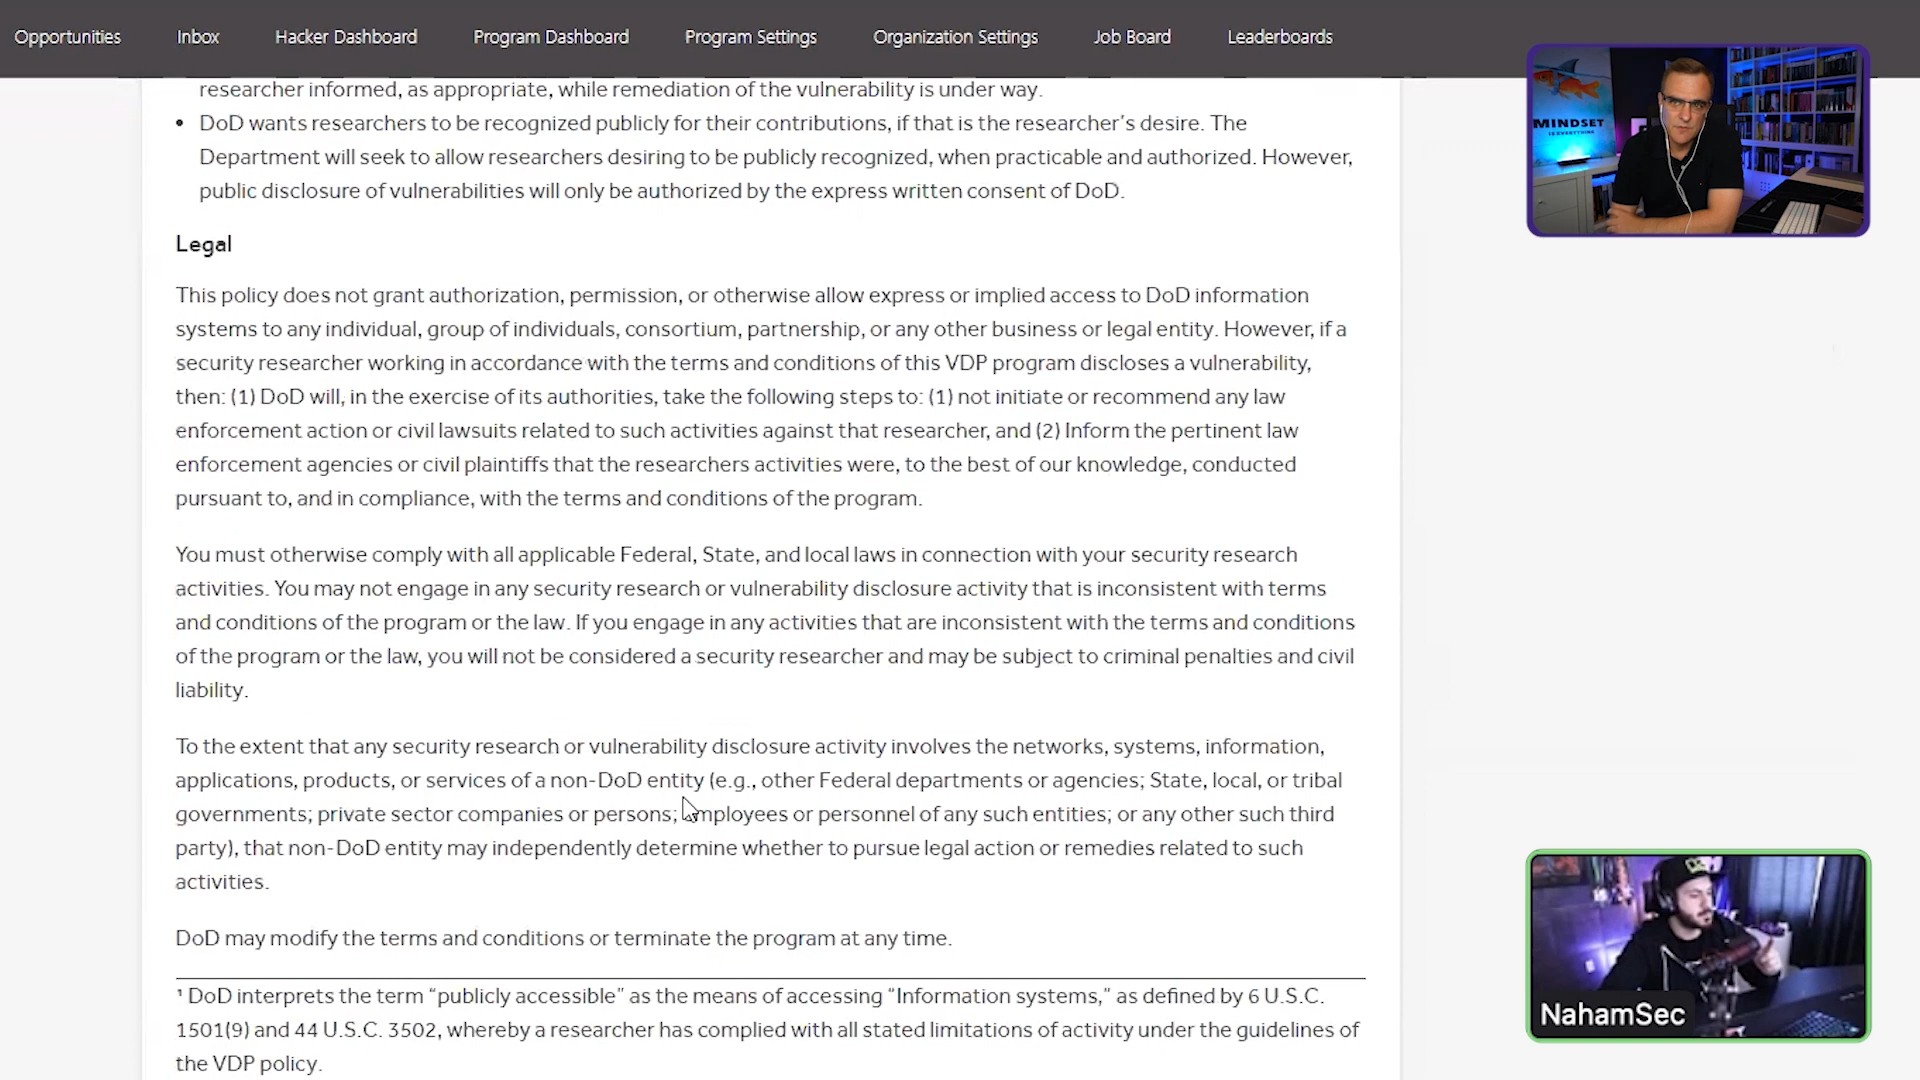 Opportunities Inbox Hacker Dashboard Program Dashboard Program Settings Organization Settings Job Board Leaderboards
researcher informed, as appropriate, while remediation of the vulnerability is under way.
• DoD wants researchers to be recognized publicly for their contributions, if that is the researcher's desire. The
Department will seek to allow researchers desiring to be publicly recognized, when practicable and authorized. However,
public disclosure of vulnerabilities will only be authorized by the express written consent of DoD.
Legal
This policy does not grant authorization, permission, or otherwise allow express or implied access to DoD information
systems to any individual, group of individuals, consortium, partnership, or any other business or legal entity. However, if a
security researcher working in accordance with the terms and conditions of this VDP program discloses a vulnerability,
then: (1) DoD will, in the exercise of its authorities, take the following steps to: (1) not initiate or recommend any law
enforcement action or civil lawsuits related to such activities against that researcher, and (2) Inform the pertinent law
enforcement agencies or civil plaintiffs that the researchers activities were, to the best of our knowledge, conducted
pursuant to, and in compliance, with the terms and conditions of the program.
You must otherwise comply with all applicable Federal, State, and local laws in connection with your security research
activities. You may not engage in any security research or vulnerability disclosure activity that is inconsistent with terms
and conditions of the program or the law. If you engage in any activities that are inconsistent with the terms and conditions
of the program or the law, you will not be considered a security researcher and may be subject to criminal penalties and civil
liability.
To the extent that any security research or vulnerability disclosure activity involves the networks, systems, information,
applications, products, or services of a non-DoD entity (e.g., other Federal departments or agencies; State, local, or tribal
governments; private sector companies or persons; employees or personnel of any such entities; or any other such third
party), that non-DoD entity may independently determine whether to pursue legal action or remedies related to such
activities.
DoD may modify the terms and conditions or terminate the program at any time.
¹ DoD interprets the term “publicly accessible” as the means of accessing “Information systems,” as defined by 6 U.S.C.
1501(9) and 44 U.S.C. 3502, whereby a researcher has complied with all stated limitations of activity under the guidelines of
the VDP policy.
MINDSET
IS EVERYTHING
NahamSec